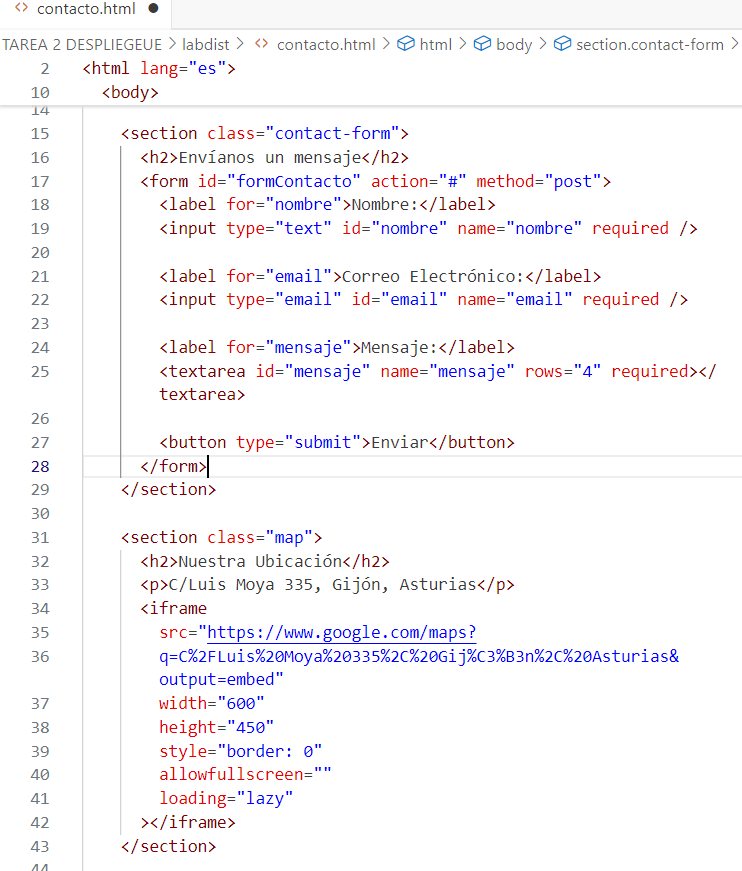 <> contacto.html ●
TAREA 2 DESPLIEGEUE > labdist > <> contacto.html > html > body > section.contact-form >
2 <html lang="es">
10 <body>
14
15 <section class="contact-form">
16 <h2>Envíanos un mensaje</h2>
17 <form id="formContacto" action="#" method="post">
18 <label for="nombre">Nombre:</label>
19 <input type="text" id="nombre" name="nombre" required />
20
21 <label for="email">Correo Electrónico:</label>
22 <input type="email" id="email" name="email" required />
23
24 <label for="mensaje">Mensaje:</label>
25 <textarea id="mensaje" name="mensaje" rows="4" required></
textarea>
26
27 <button type="submit">Enviar</button>
28 </form>
29 </section>
30
31 <section class="map">
32 <h2>Nuestra Ubicación</h2>
33 <p>C/Luis Moya 335, Gijón, Asturias</p>
34 <iframe
35 src="https://www.google.com/maps?
36 q=C%2FLuis%20Moya%20335%2C%20Gij%C3%B3n%2C%20Asturias&
output=embed"
37 width="600"
38 height="450"
39 style="border: 0"
40 allowfullscreen=""
41 loading="lazy"
42 ></iframe>
43 </section>
44